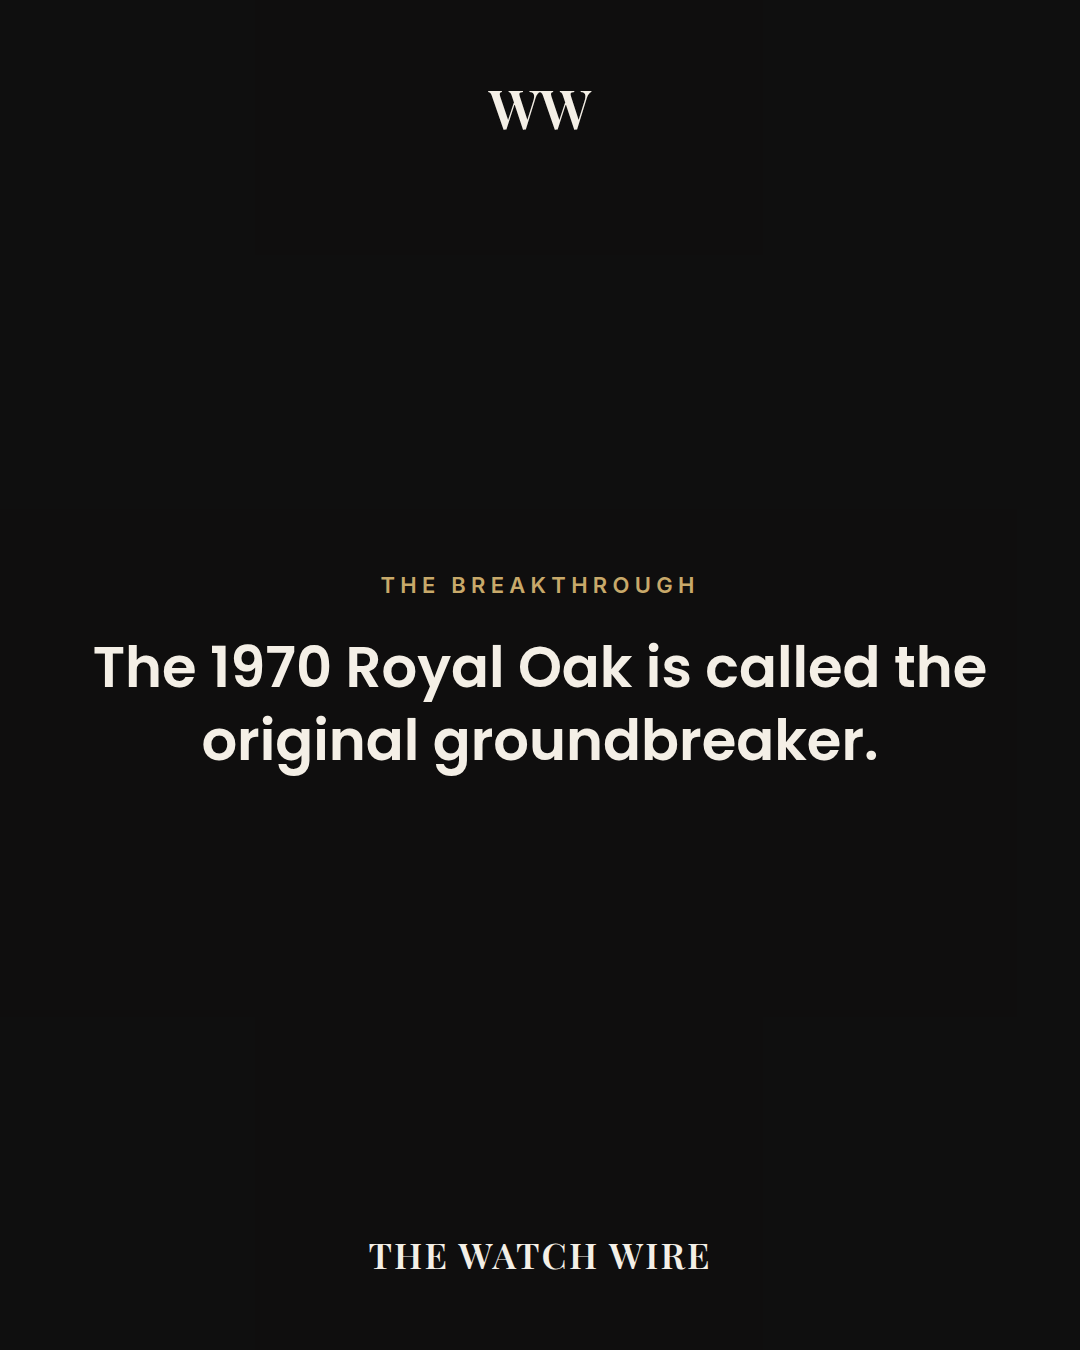 WW
THE BREAKTHROUGH
The 1970 Royal Oak is called the
original groundbreaker.
THE WATCH WIRE